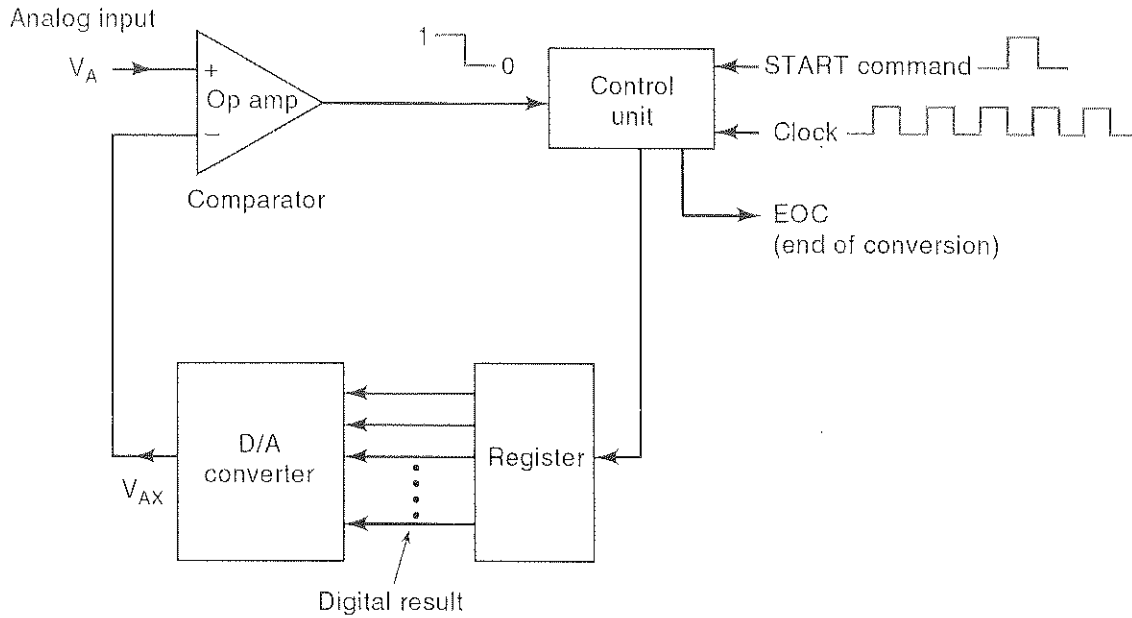 Analog input
V_A
+
Op amp
−
Comparator
1
0
Control
unit
START command
Clock
EOC
(end of conversion)
D/A
converter
Register
V_AX
Digital result